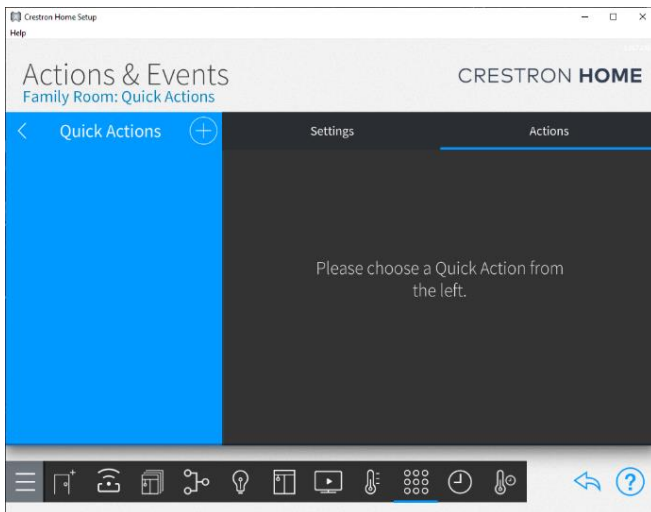 Crestron Home Setup
Help
Actions & Events
CRESTRON HOME
Family Room: Quick Actions
Quick Actions
Settings
Actions
Please choose a Quick Action from
the left.
?